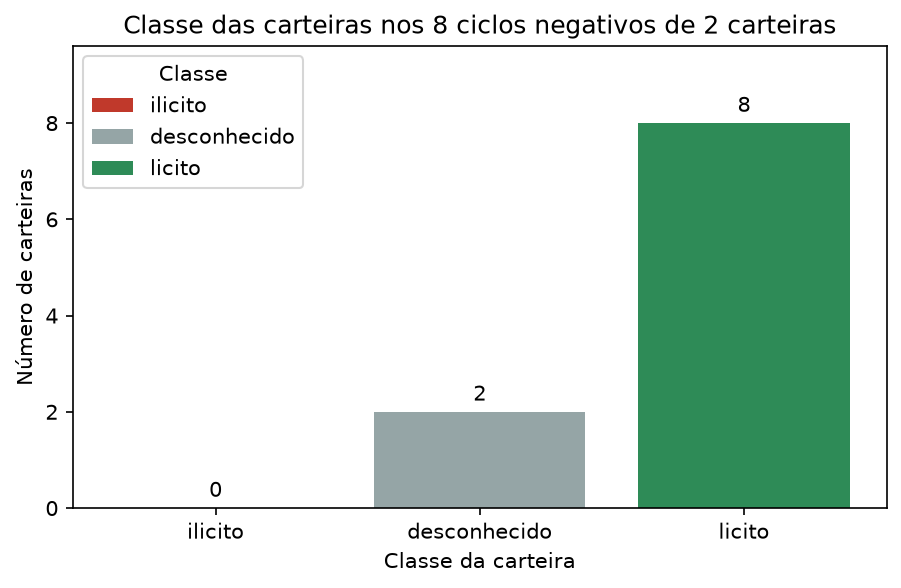 Classe das carteiras nos 8 ciclos negativos de 2 carteiras
Classe
ilicito
desconhecido
licito
Número de carteiras
8
6
4
2
0
0
2
8
ilicito
desconhecido
licito
Classe da carteira